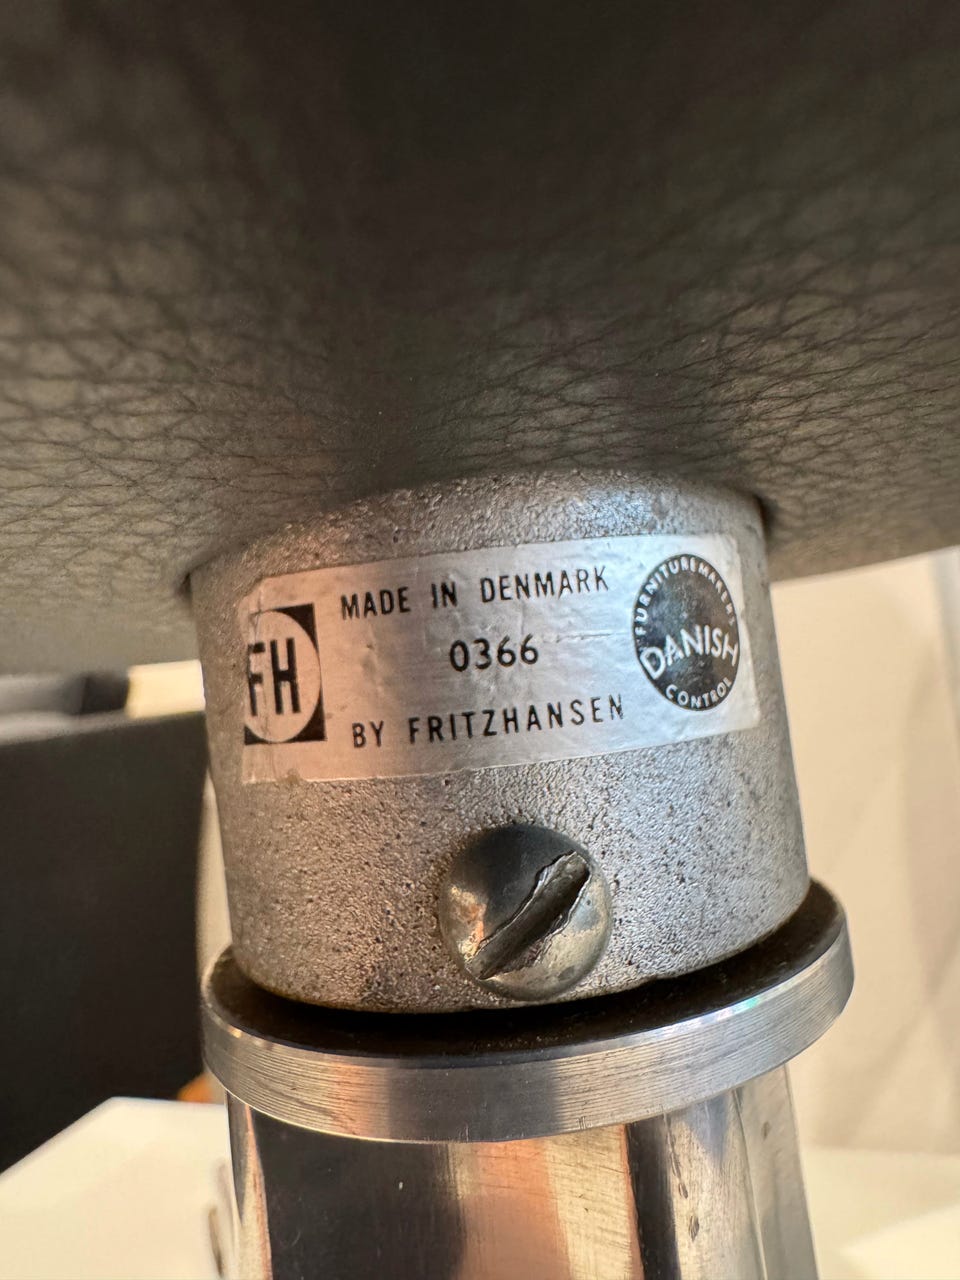 FH
MADE IN DENMARK
0366
BY FRITZHANSEN
FURNITUREMAKERS
DANISH
CONTROL